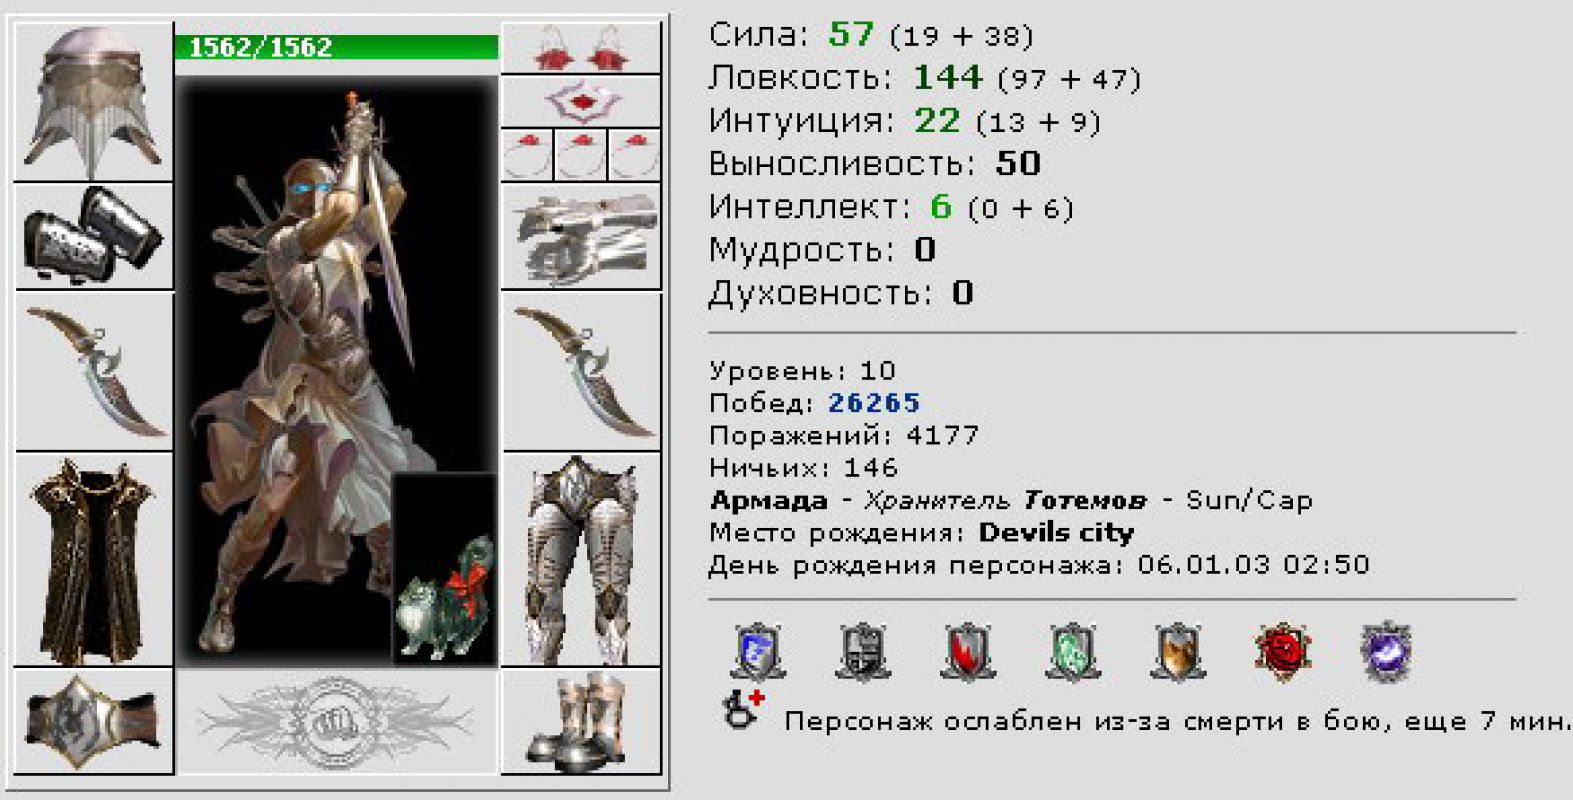 1562/1562
Сила: 57 (19 + 38)
Ловкость: 144 (97 + 47)
Интуиция: 22 (13 + 9)
Выносливость: 50
Интеллект: 6 (0 + 6)
Мудрость: 0
Духовность: 0
Уровень: 10
Побед: 26265
Поражений: 4177
Ничьих: 146
Армада - Хранитель Тотемов - Sun/Cap
Место рождения: Devils city
День рождения персонажа: 06.01.03 02:50
Персонаж ослаблен из-за смерти в бою, еще 7 мин.